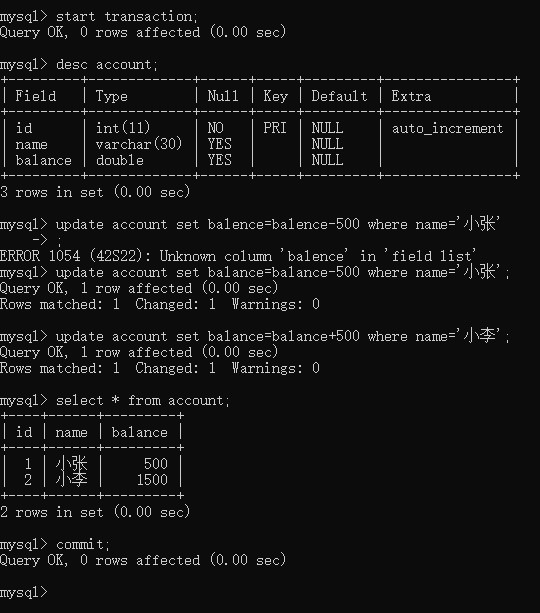 mysql> start transaction;
Query OK, 0 rows affected (0.00 sec)
mysql> desc account;
+---------+-------------+------+-----+---------+----------------+
| Field   | Type        | Null | Key | Default | Extra          |
+---------+-------------+------+-----+---------+----------------+
| id      | int(11)     | NO   | PRI | NULL    | auto_increment |
| name    | varchar(30) | YES  |     | NULL    |                |
| balance | double      | YES  |     | NULL    |                |
+---------+-------------+------+-----+---------+----------------+
3 rows in set (0.00 sec)
mysql> update account set balence=balence-500 where name='小张'
    -> ;
ERROR 1054 (42S22): Unknown column 'balence' in 'field list'
mysql> update account set balance=balance-500 where name='小张';
Query OK, 1 row affected (0.00 sec)
Rows matched: 1  Changed: 1  Warnings: 0
mysql> update account set balance=balance+500 where name='小李';
Query OK, 1 row affected (0.00 sec)
Rows matched: 1  Changed: 1  Warnings: 0
mysql> select * from account;
+----+------+---------+
| id | name | balance |
+----+------+---------+
|  1 | 小张 |     500 |
|  2 | 小李 |    1500 |
+----+------+---------+
2 rows in set (0.00 sec)
mysql> commit;
Query OK, 0 rows affected (0.00 sec)
mysql>